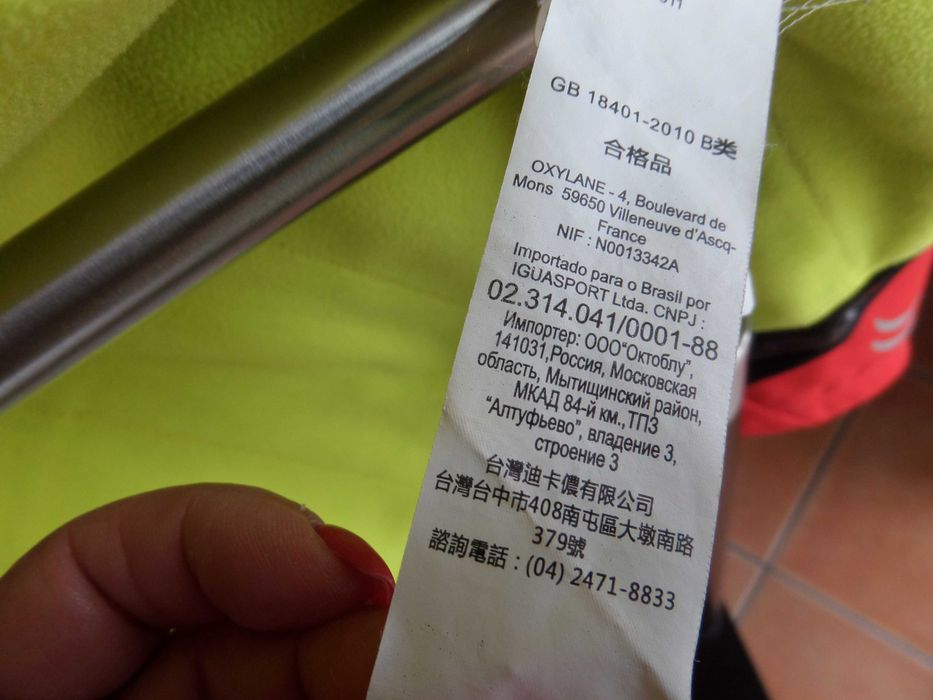 GB 18401-2010 B类
合格品
OXYLANE - 4, Boulevard de
Mons 59650 Villeneuve d'Ascq-
France
NIF : N0013342A
Importado para o Brasil por
IGUASPORT Ltda. CNPJ :
02.314.041/0001-88
Импортер: ООО"Октоблу",
141031,Россия, Московская
область, Мытищинский район,
МКАД 84-й км.,ТПЗ
"Алтуфьево", владение 3,
строение 3
台灣迪卡儂有限公司
台灣台中市408南屯區大墩南路
379號
諮詢電話：(04) 2471-8833